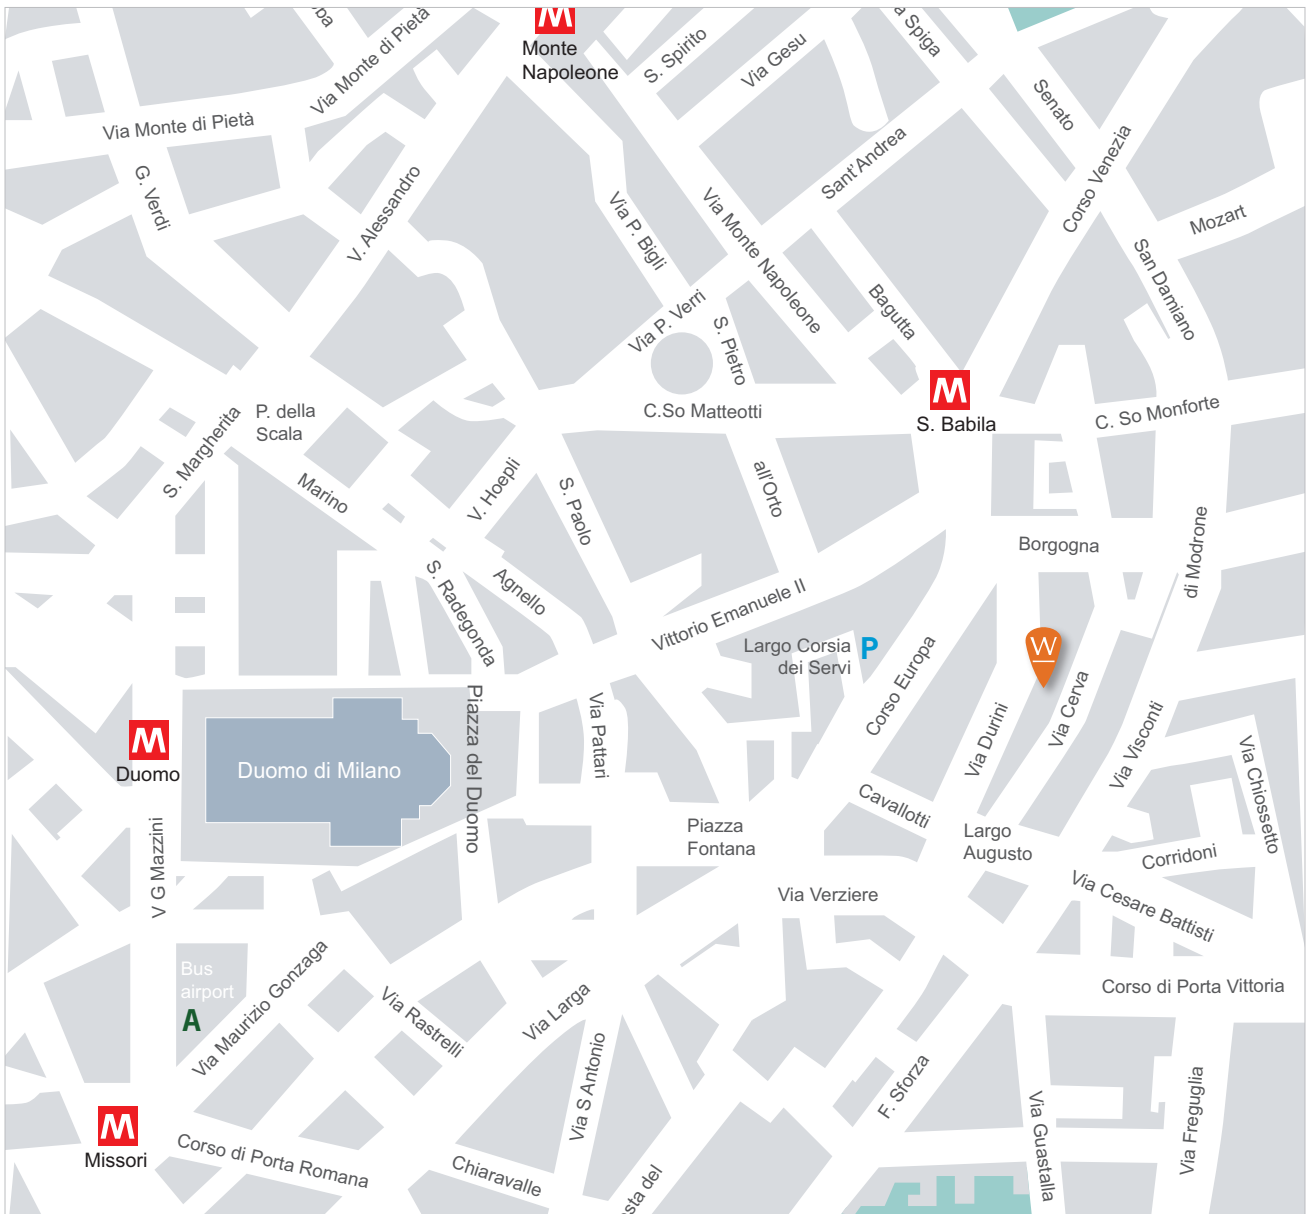 Via Monte di Pietà
Monte
Napoleone
S. Spirito
Via Gesu
a Spiga
Senato
Via Monte di Pietà
G. Verdi
V. Alessandro
Via P. Bigli
Via Monte Napoleone
Sant'Andrea
Corso Venezia
Mozart
San Damiano
Bagutta
Via P. Verri
S. Pietro
P. della
Scala
S. Margherita
C.So Matteotti
S. Babila
C. So Monforte
Marino
V. Hoepli
S. Paolo
all'Orto
Borgogna
di Modrone
S. Radegonda
Agnello
Vittorio Emanuele II
Largo Corsia
dei Servi
P
Corso Europa
W
Via Durini
Via Cerva
Via Visconti
Via Chiossetto
Duomo
Duomo di Milano
Piazza del Duomo
Via Pattari
Piazza
Fontana
Cavallotti
Largo
Augusto
Corridoni
V G Mazzini
Via Verziere
Via Cesare Battisti
Bus
airport
A
Via Maurizio Gonzaga
Via Rastrelli
Via Larga
Corso di Porta Vittoria
Via S Antonio
F. Sforza
Via Guastalla
Via Freguglia
Missori
Corso di Porta Romana
Chiaravalle
sta del